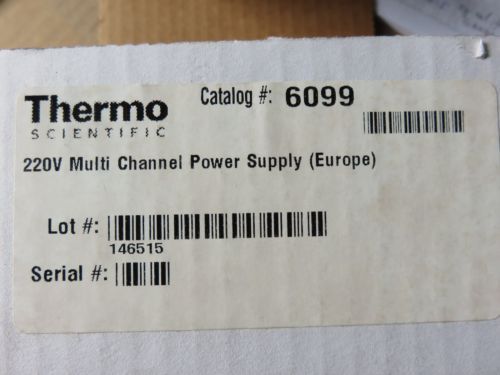 Thermo
SCIENTIFIC
Catalog #: 6099
220V Multi Channel Power Supply (Europe)
Lot #:
146515
Serial #: